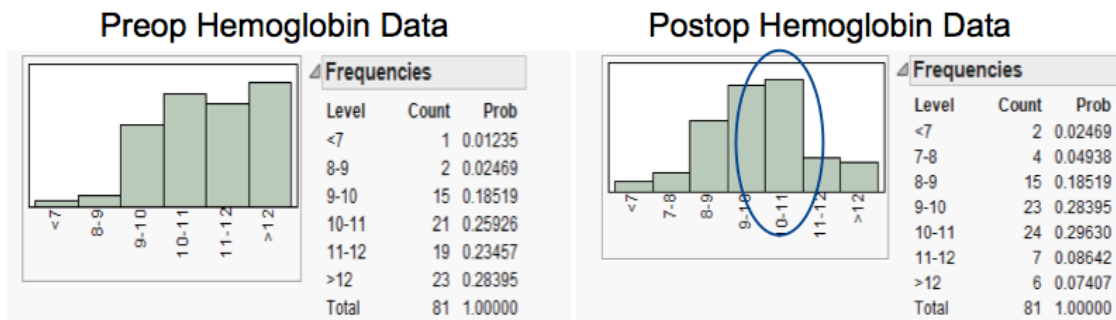 Preop Hemoglobin Data
<7
8-9
9-10
10-11
11-12
>12
Frequencies
Level Count Prob
<7 1 0.01235
8-9 2 0.02469
9-10 15 0.18519
10-11 21 0.25926
11-12 19 0.23457
>12 23 0.28395
Total 81 1.00000
Postop Hemoglobin Data
<7
7-8
8-9
9-10
10-11
11-12
>12
Frequencies
Level Count Prob
<7 2 0.02469
7-8 4 0.04938
8-9 15 0.18519
9-10 23 0.28395
10-11 24 0.29630
11-12 7 0.08642
>12 6 0.07407
Total 81 1.00000